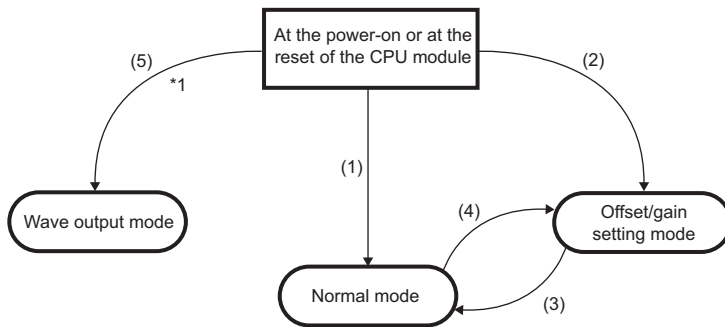 At the power-on or at the
reset of the CPU module
(5)
*1
(2)
(1)
Wave output mode
(4)
Offset/gain
setting mode
Normal mode
(3)